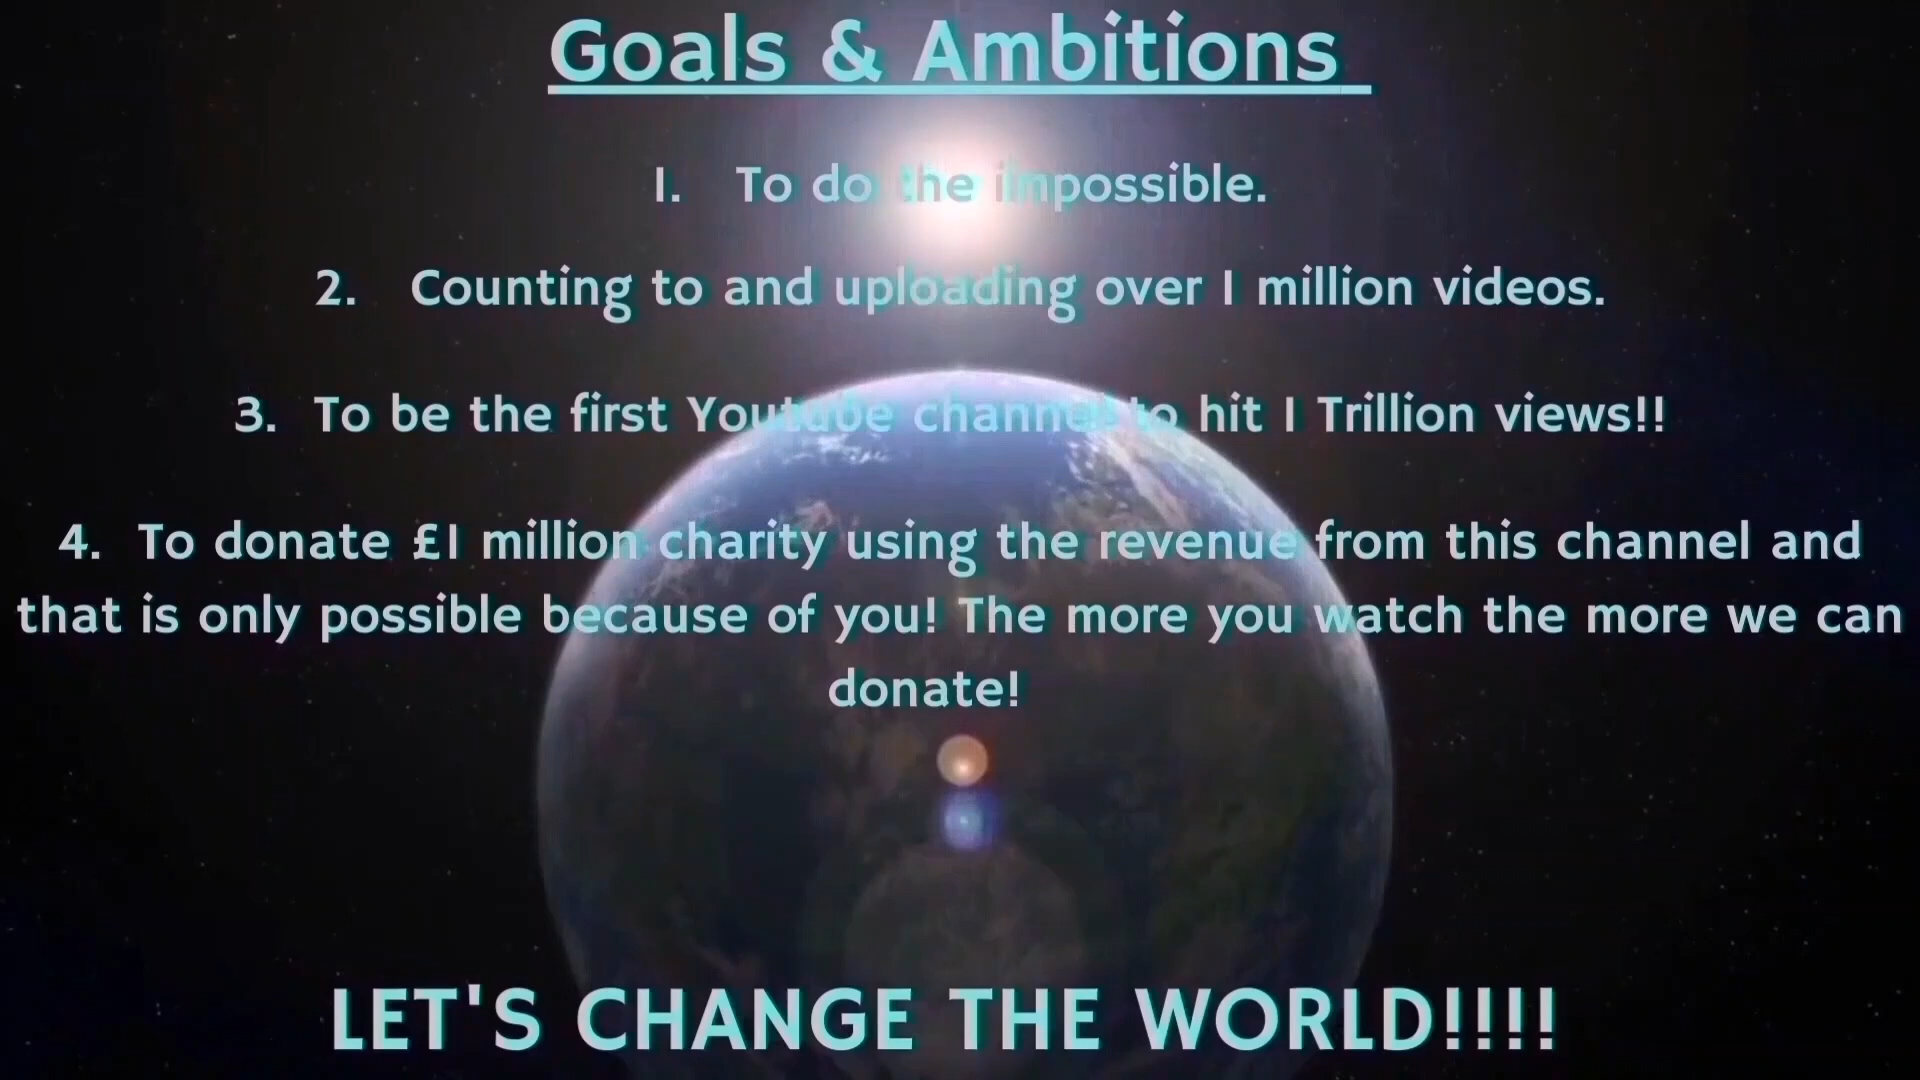 Goals & Ambitions
1. To do the impossible.
2. Counting to and uploading over 1 million videos.
3. To be the first Youtube channel to hit 1 Trillion views!!
4. To donate £1 million charity using the revenue from this channel and
that is only possible because of you! The more you watch the more we can
donate!
LET'S CHANGE THE WORLD!!!!